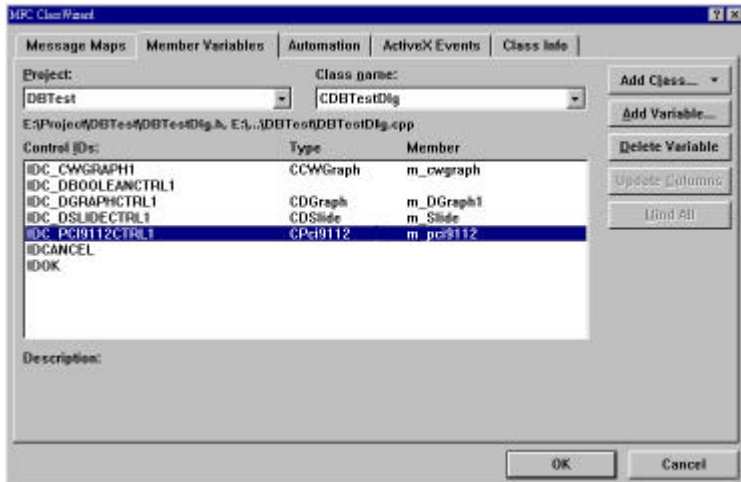 MFC ClassWizard
Message Maps Member Variables Automation ActiveX Events Class Info
Project: Class name:
DBTest CDBTestDlg
Add Class...
E:\Project\DBTest\DBTestDlg.h, E:\...\DBTest\DBTestDlg.cpp
Add Variable...
Control IDs: Type Member
Delete Variable
IDC_CWGRAPH1 CCWGraph m_cwgraph
IDC_DBOOLEANCTRL1
Update Columns
IDC_DGRAPHCTRL1 CDGraph m_DGraph1
IDC_DSLIDECTRL1 CDSlide m_Slide
Bind All
IDC_PCI9112CTRL1 CPci9112 m_pci9112
IDCANCEL
IDOK
Description:
OK Cancel